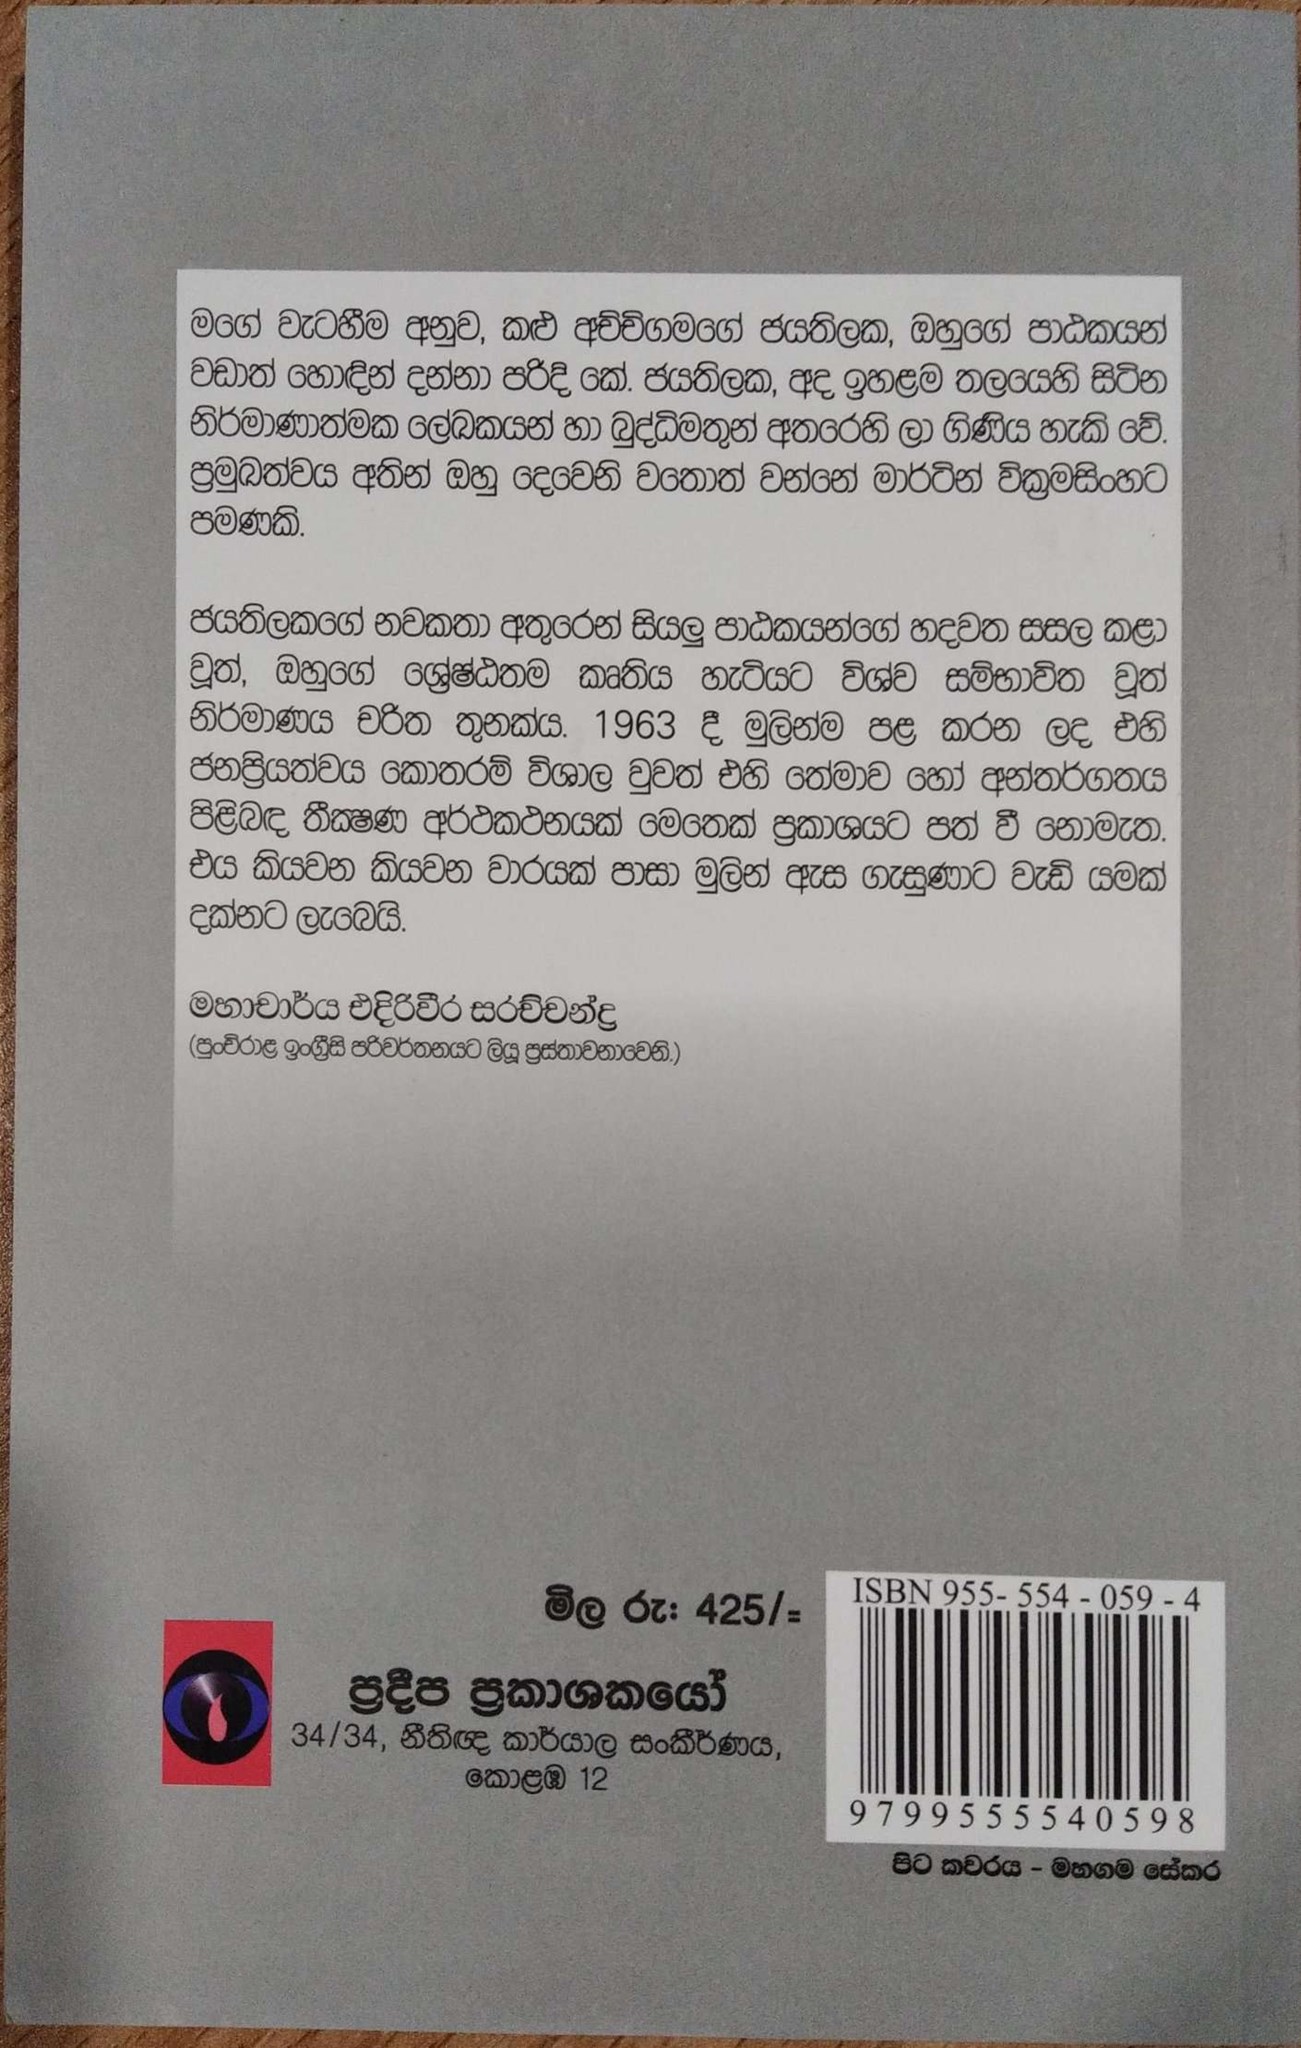 මගේ වැටහීම අනුව, කළු අච්චිගමගේ ජයතිලක, ඔහුගේ පාඨකයන්
වඩාත් හොඳින් දන්නා පරිදි කේ. ජයතිලක, අද ඉහළම තලයෙහි සිටින
නිර්මාණාත්මක ලේඛකයන් හා බුද්ධිමතුන් අතරෙහි ලා ගිණිය හැකි වේ.
ප්‍රමුඛත්වය අතින් ඔහු දෙවෙනි වතොත් වන්නේ මාර්ටින් වික්‍රමසිංහට
පමණකි.
ජයතිලකගේ නවකතා අතුරෙන් සියලු පාඨකයන්ගේ හදවත සසල කළා
වූත්, ඔහුගේ ශ්‍රේෂ්ඨතම කෘතිය හැටියට විශ්ව සම්භාවිත වූත්
නිර්මාණය චරිත තුනක්ය. 1963 දී මුලින්ම පළ කරන ලද එහි
ජනප්‍රියත්වය කොතරම් විශාල වුවත් එහි තේමාව හෝ අන්තර්ගතය
පිළිබඳ තීක්‍ෂණ අර්ථකථනයක් මෙතෙක් ප්‍රකාශයට පත් වී නොමැත.
එය කියවන කියවන වාරයක් පාසා මුලින් ඇස ගැසුණාට වැඩි යමක්
දක්නට ලැබෙයි.
මහාචාර්ය එදිරිවීර සරච්චන්ද්‍ර
(පුංචිරාළ ඉංග්‍රීසි පරිවර්තනයට ලියූ ප්‍රස්තාවනාවෙනි.)
මිල රු: 425/=
ප්‍රදීප ප්‍රකාශකයෝ
34/34, නීතිඥ කාර්යාල සංකීර්ණය,
කොළඹ 12
ISBN 955- 554 - 059 - 4
9799555540598
පිට කවරය - මහගම සේකර